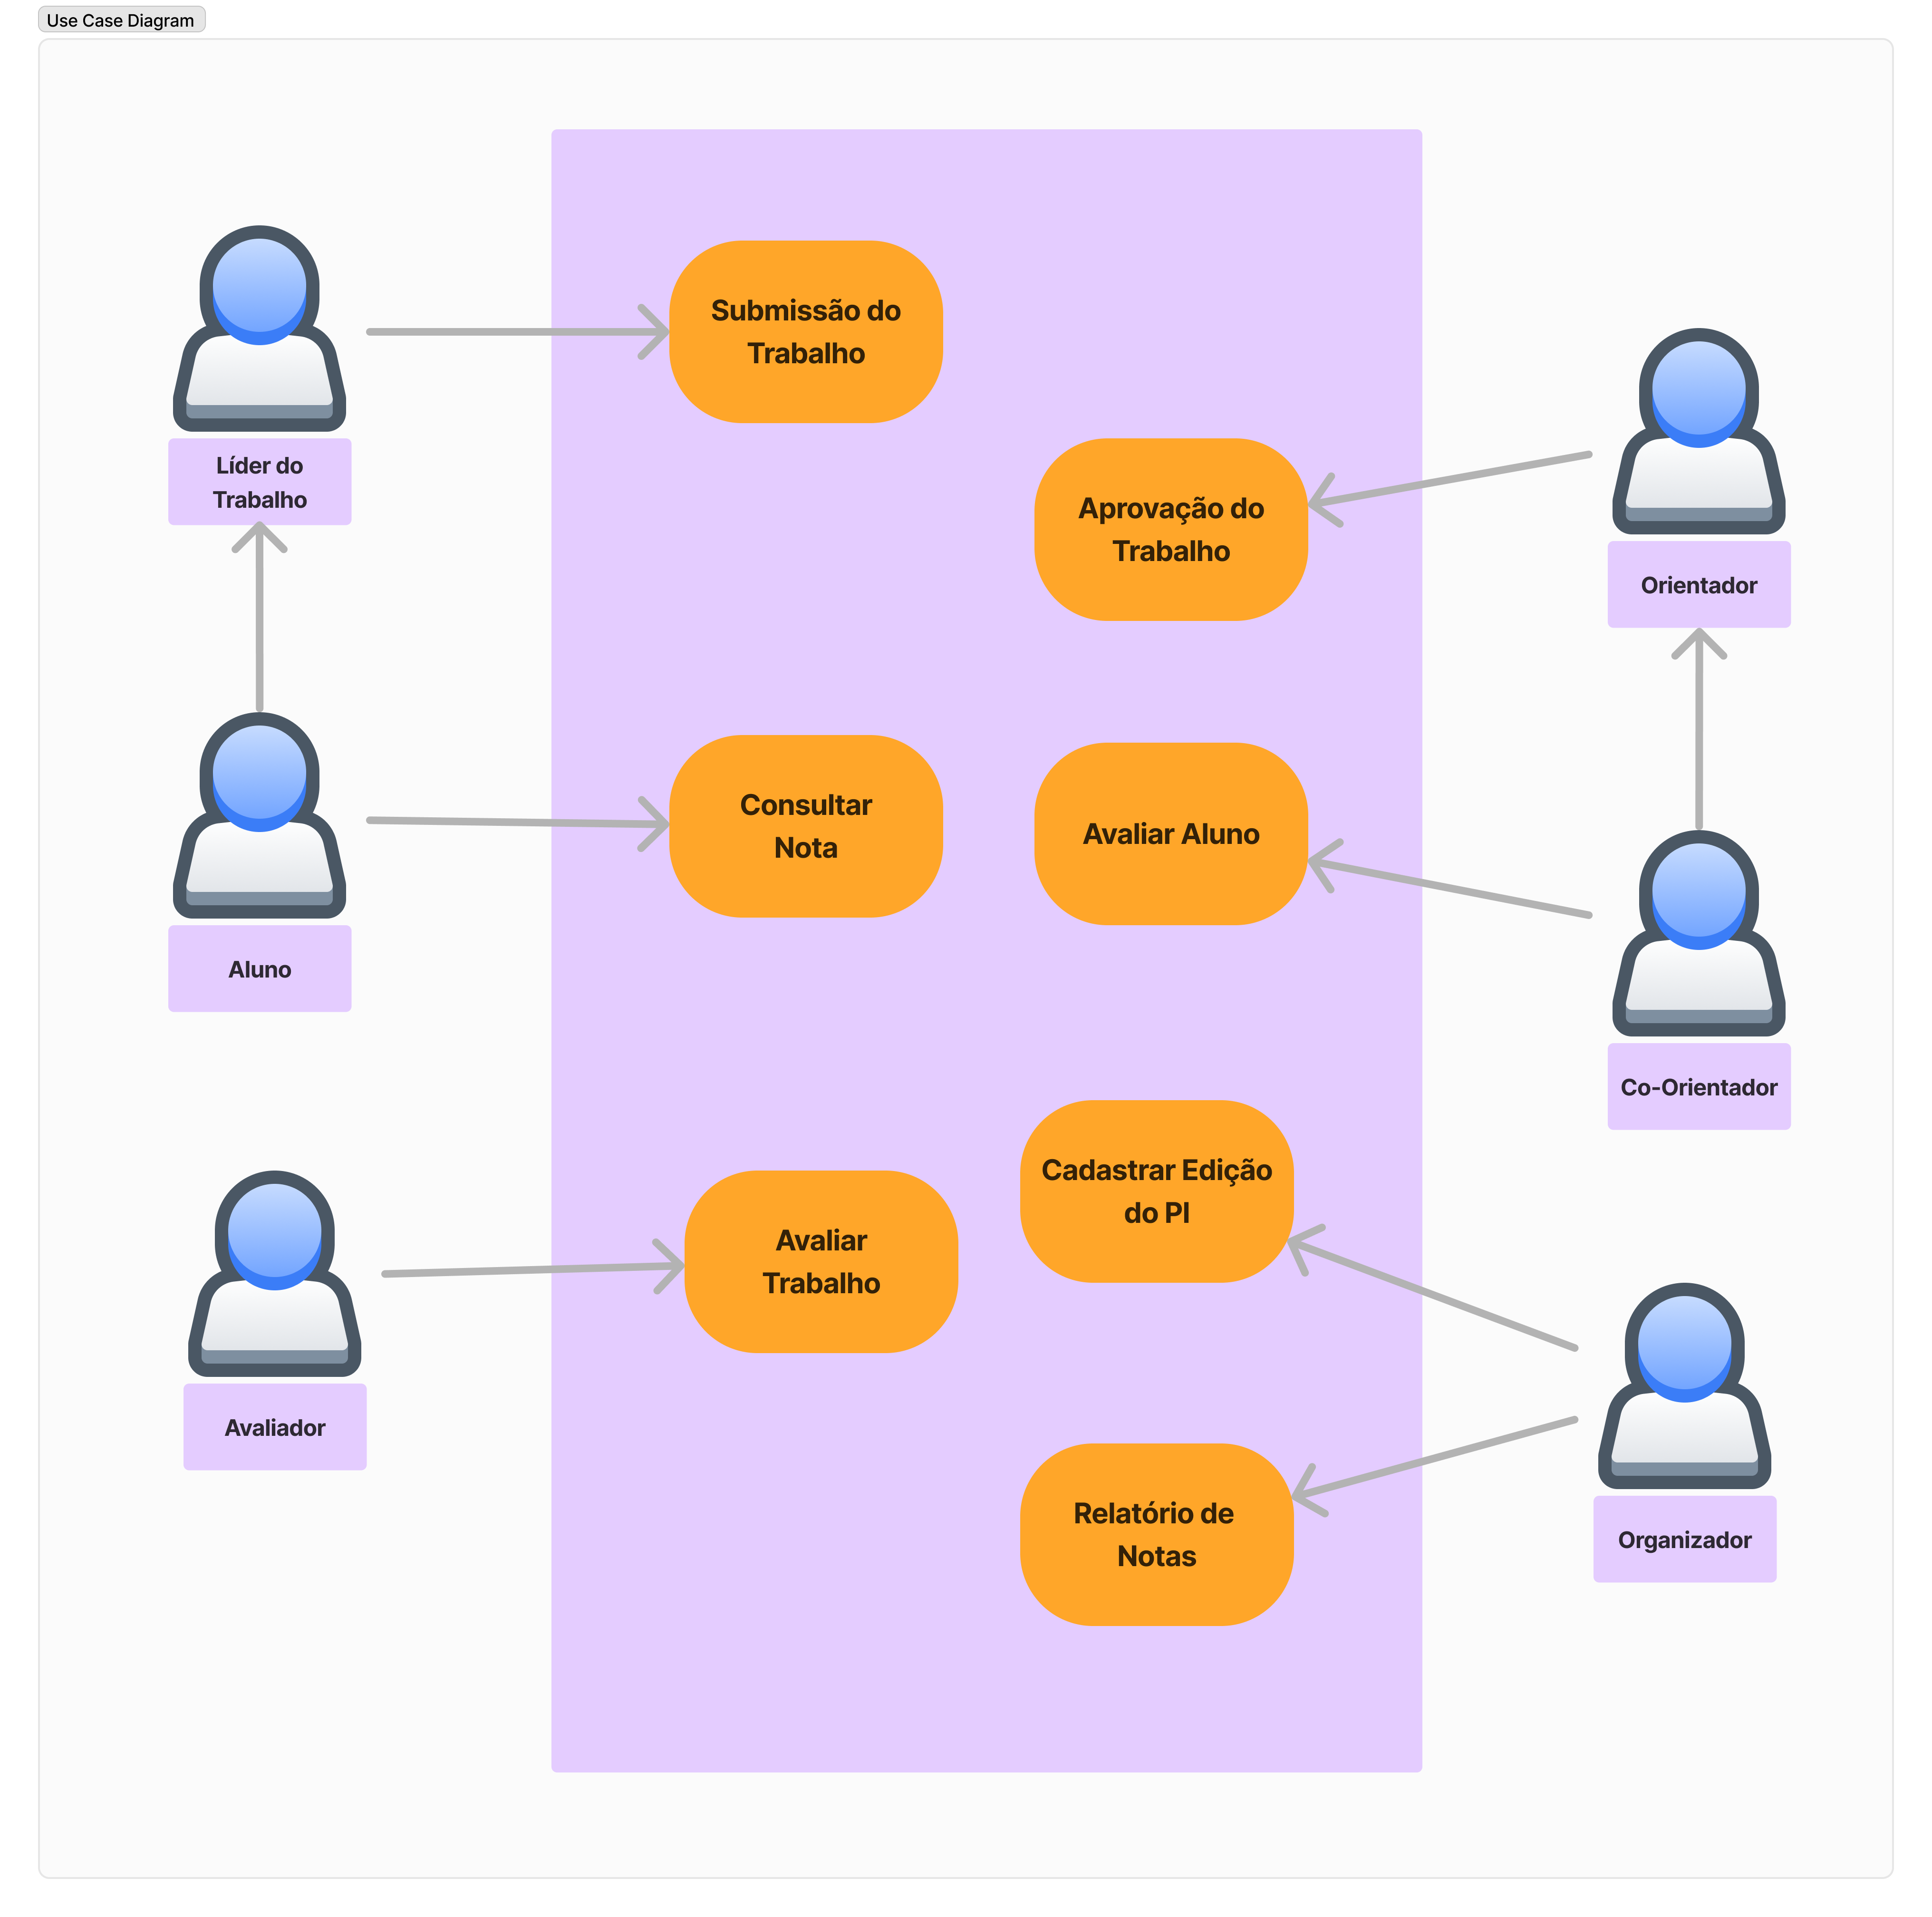 Use Case Diagram
Submissão do
Trabalho
Líder do
Trabalho
Aprovação do
Trabalho
Orientador
Consultar
Nota
Avaliar Aluno
Aluno
Co-Orientador
Cadastrar Edição
do PI
Avaliar
Trabalho
Avaliador
Relatório de
Notas
Organizador